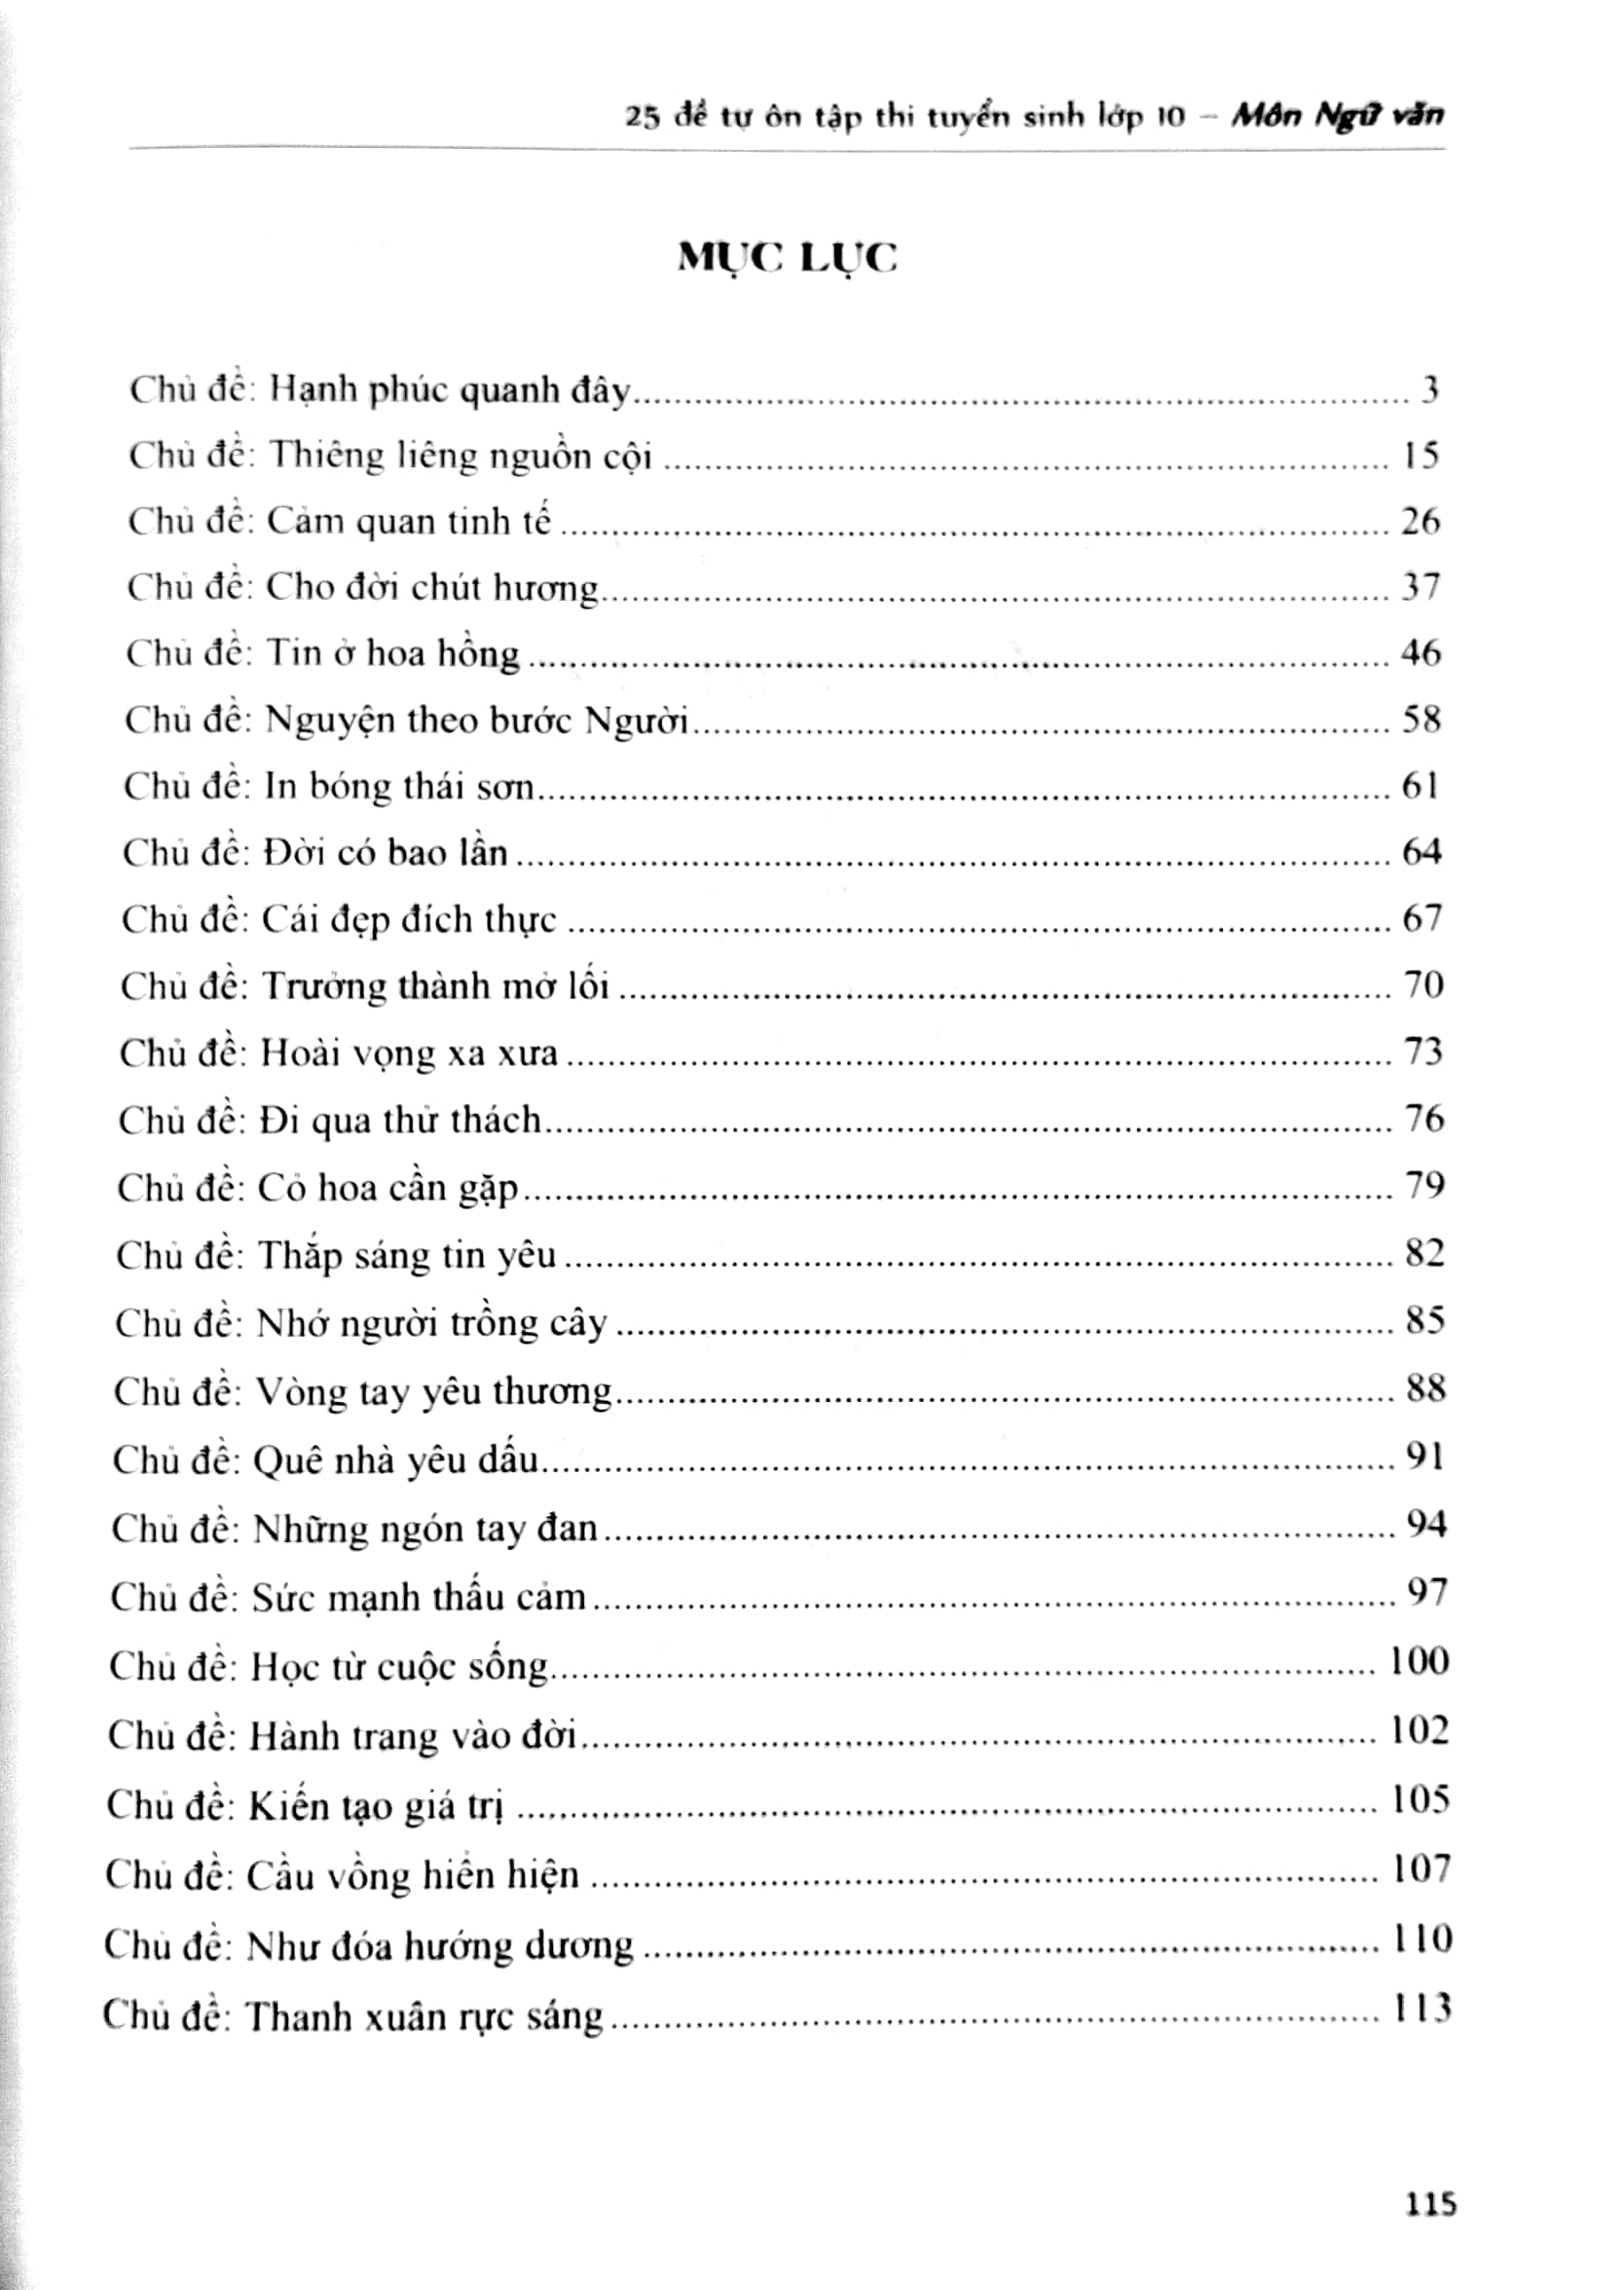 25 đề tự ôn tập thi tuyển sinh lớp 10 – Môn Ngữ văn
MỤC LỤC
Chủ đề: Hạnh phúc quanh đây........ 3
Chủ đề: Thiêng liêng nguồn cội ........ 15
Chủ đề: Cảm quan tinh tế ........ 26
Chủ đề: Cho đời chút hương........ 37
Chủ đề: Tin ở hoa hồng ........ 46
Chủ đề: Nguyện theo bước Người........ 58
Chủ đề: In bóng thái sơn........ 61
Chủ đề: Đời có bao lần ........ 64
Chủ đề: Cái đẹp đích thực ........ 67
Chủ đề: Trưởng thành mở lối ........ 70
Chủ đề: Hoài vọng xa xưa ........ 73
Chủ đề: Đi qua thử thách........ 76
Chủ đề: Cỏ hoa cần gặp........ 79
Chủ đề: Thắp sáng tin yêu ........ 82
Chủ đề: Nhớ người trồng cây ........ 85
Chủ đề: Vòng tay yêu thương........ 88
Chủ đề: Quê nhà yêu dấu........ 91
Chủ đề: Những ngón tay đan ........ 94
Chủ đề: Sức mạnh thấu cảm ........ 97
Chủ đề: Học từ cuộc sống........ 100
Chủ đề: Hành trang vào đời........ 102
Chủ đề: Kiến tạo giá trị ........ 105
Chủ đề: Cầu vồng hiển hiện ........ 107
Chủ đề: Như đóa hướng dương ........ 110
Chủ đề: Thanh xuân rực sáng ........ 113
115